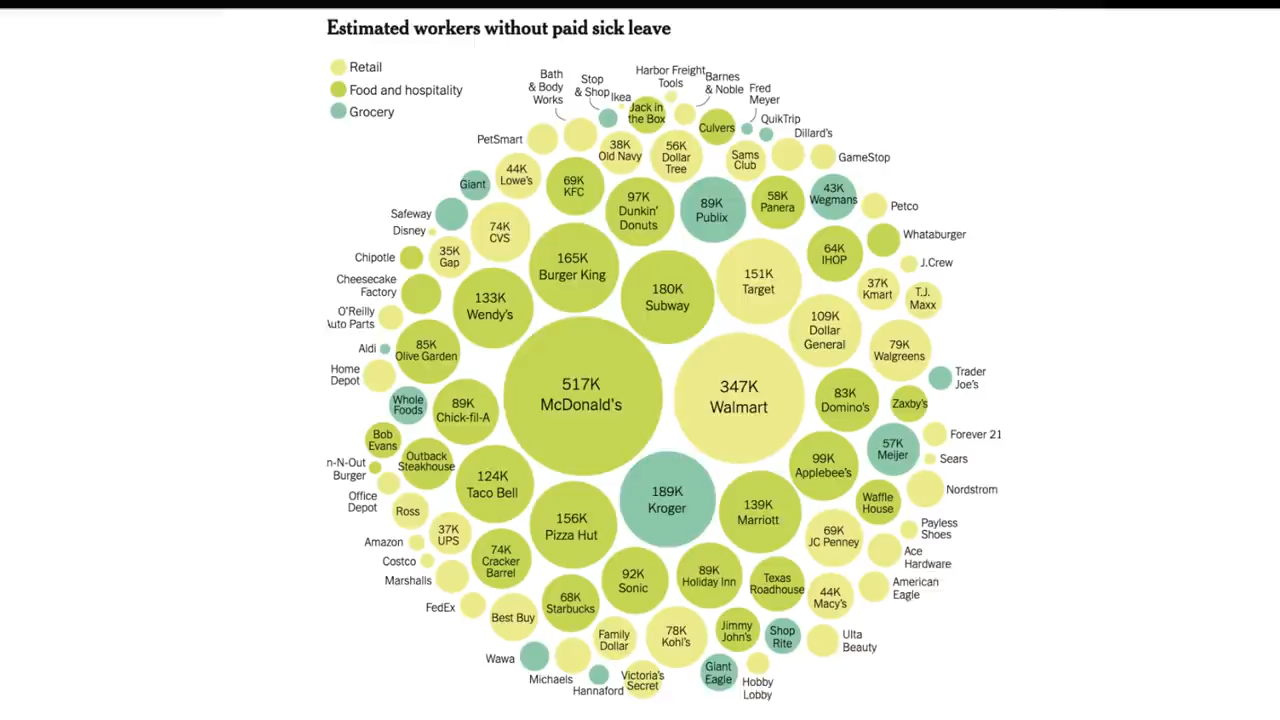 Estimated workers without paid sick leave
Retail
Food and hospitality
Grocery
Bath
& Body
Works
Stop
& Shop
Ikea
Harbor Freight
Tools
Barnes
& Noble
Fred
Meyer
QuikTrip
Dillard's
GameStop
PetSmart
Jack in
the Box
Culvers
38K
Old Navy
56K
Dollar
Tree
Sams
Club
44K
Lowe's
Giant
69K
KFC
97K
Dunkin'
Donuts
89K
Publix
58K
Panera
43K
Wegmans
Petco
Safeway
Disney
74K
CVS
Whataburger
Chipotle
35K
Gap
165K
Burger King
180K
Subway
151K
Target
64K
IHOP
J.Crew
Cheesecake
Factory
133K
Wendy's
37K
Kmart
T.J.
Maxx
O'Reilly
uto Parts
109K
Dollar
General
Aldi
85K
Olive Garden
79K
Walgreens
Home
Depot
517K
McDonald's
347K
Walmart
Trader
Joe's
Whole
Foods
89K
Chick-fil-A
83K
Domino's
Zaxby's
Bob
Evans
57K
Meijer
Forever 21
Sears
n-N-Out
Burger
Outback
Steakhouse
124K
Taco Bell
189K
Kroger
99K
Applebee's
Nordstrom
Office
Depot
Ross
156K
Pizza Hut
139K
Marriott
Waffle
House
Payless
Shoes
Amazon
37K
UPS
69K
JC Penney
Ace
Hardware
Costco
74K
Cracker
Barrel
Marshalls
92K
Sonic
89K
Holiday Inn
Texas
Roadhouse
44K
Macy's
American
Eagle
FedEx
Best Buy
68K
Starbucks
Family
Dollar
78K
Kohl's
Jimmy
John's
Shop
Rite
Ulta
Beauty
Wawa
Michaels
Hannaford
Victoria's
Secret
Giant
Eagle
Hobby
Lobby